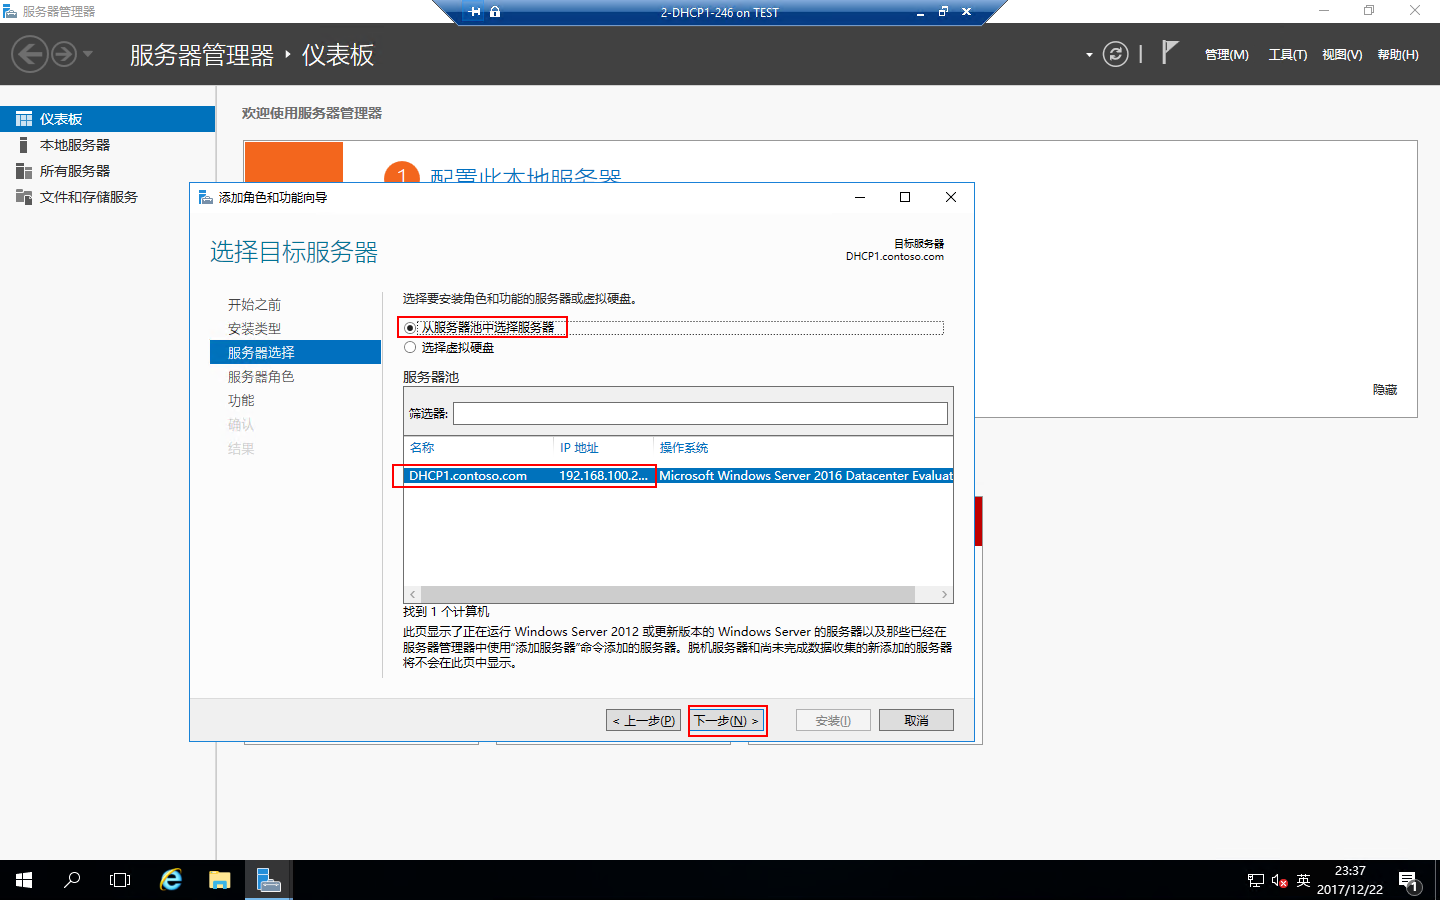 服务器管理器
2-DHCP1-246 on TEST
服务器管理器 · 仪表板
管理(M) 工具(T) 视图(V) 帮助(H)
仪表板
本地服务器
所有服务器
文件和存储服务
欢迎使用服务器管理器
1 配置此本地服务器
隐藏
添加角色和功能向导
选择目标服务器
目标服务器
DHCP1.contoso.com
开始之前
安装类型
服务器选择
服务器角色
功能
确认
结果
选择要安装角色和功能的服务器或虚拟硬盘。
从服务器池中选择服务器
选择虚拟硬盘
服务器池
筛选器:
名称 IP 地址 操作系统
DHCP1.contoso.com 192.168.100.2... Microsoft Windows Server 2016 Datacenter Evaluat
找到 1 个计算机
此页显示了正在运行 Windows Server 2012 或更新版本的 Windows Server 的服务器以及那些已经在
服务器管理器中使用"添加服务器"命令添加的服务器。脱机服务器和尚未完成数据收集的新添加的服务器
将不会在此页中显示。
< 上一步(P) 下一步(N) > 安装(I) 取消
英
23:37
2017/12/22
1